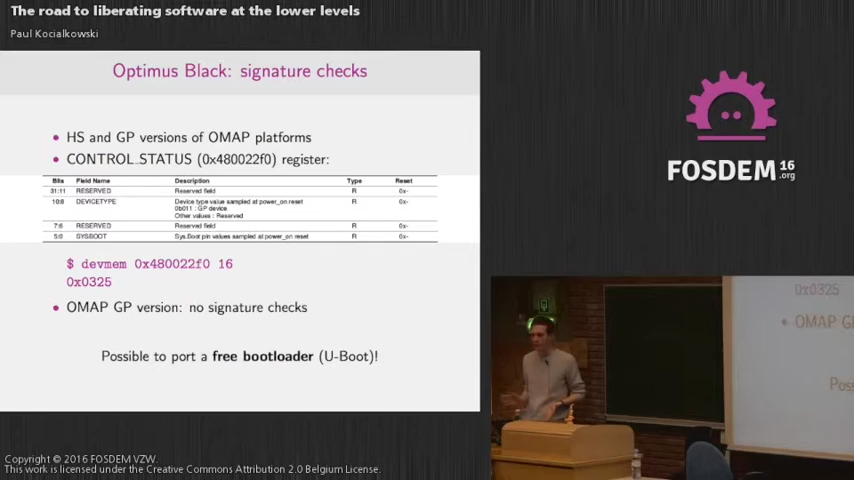 The road to liberating software at the lower levels
Paul Kocialkowski
Optimus Black: signature checks
• HS and GP versions of OMAP platforms
• CONTROL_STATUS (0x480022f0) register:
Bits Field Name Description Type Reset
31:11 RESERVED Reserved field R 0x-
10:8 DEVICETYPE Device type value sampled at power_on reset R 0x-
0b011 : GP device
Other values : Reserved
7:6 RESERVED Reserved field R 0x-
5:0 SYSBOOT Sys.Boot pin values sampled at power_on reset R 0x-
$ devmem 0x480022f0 16
0x0325
• OMAP GP version: no signature checks
Possible to port a free bootloader (U-Boot)!
FOSDEM 16
.org
0x0325
• OMAP G
Pos
Copyright © 2016 FOSDEM VZW.
This work is licensed under the Creative Commons Attribution 2.0 Belgium License.